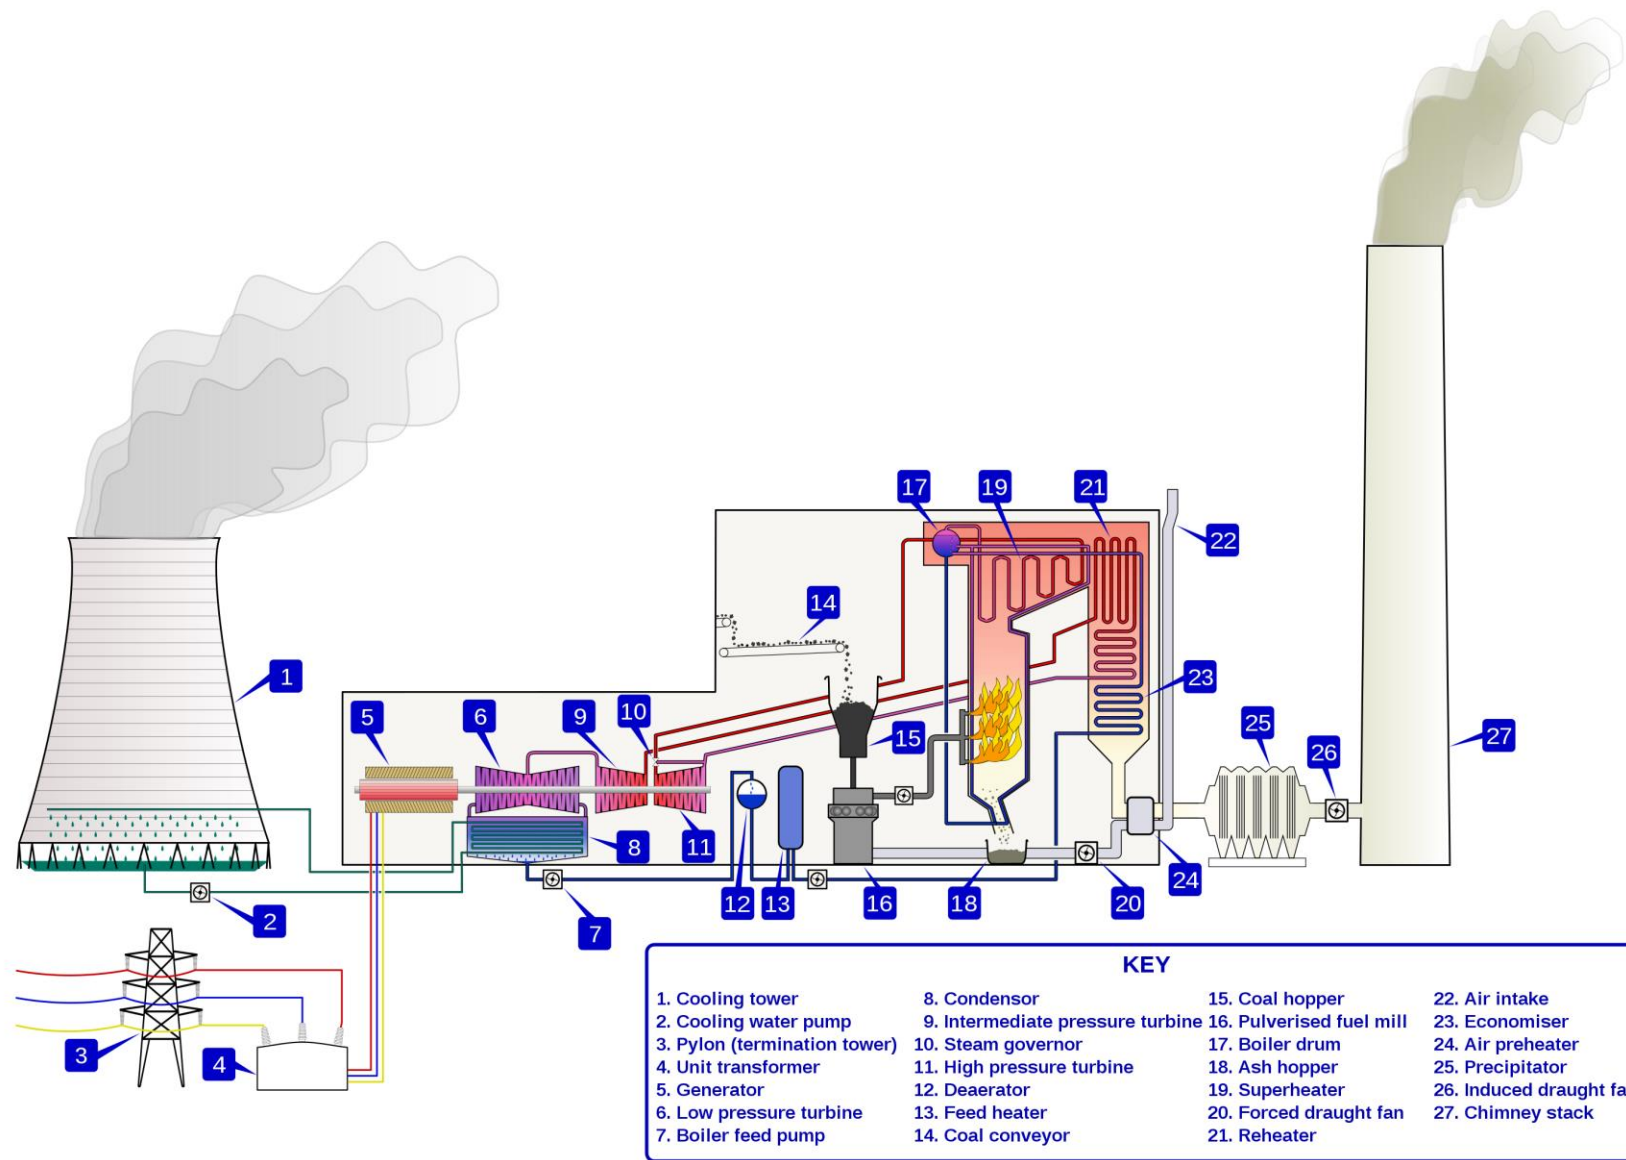 17
19
21
22
14
1
23
5
6
9
10
15
25
26
27
8
11
24
2
7
12
13
16
18
20
3
4
KEY
1. Cooling tower
2. Cooling water pump
3. Pylon (termination tower)
4. Unit transformer
5. Generator
6. Low pressure turbine
7. Boiler feed pump
8. Condensor
9. Intermediate pressure turbine
10. Steam governor
11. High pressure turbine
12. Deaerator
13. Feed heater
14. Coal conveyor
15. Coal hopper
16. Pulverised fuel mill
17. Boiler drum
18. Ash hopper
19. Superheater
20. Forced draught fan
21. Reheater
22. Air intake
23. Economiser
24. Air preheater
25. Precipitator
26. Induced draught fa
27. Chimney stack